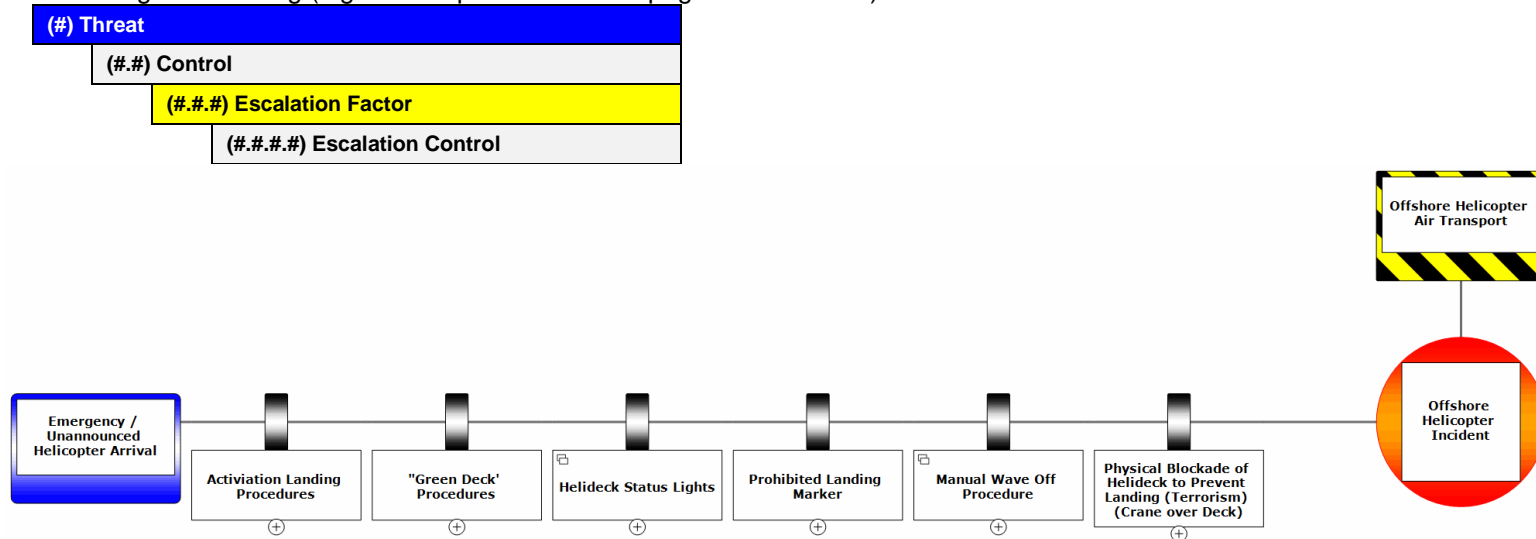 (#) Threat
(#.#) Control
(#.#.#) Escalation Factor
(#.#.#.#) Escalation Control
Offshore Helicopter
Air Transport
Emergency /
Unannounced
Helicopter Arrival
Activiation Landing
Procedures
"Green Deck'
Procedures
Helideck Status Lights
Prohibited Landing
Marker
Manual Wave Off
Procedure
Physical Blockade of
Helideck to Prevent
Landing (Terrorism)
(Crane over Deck)
Offshore
Helicopter
Incident